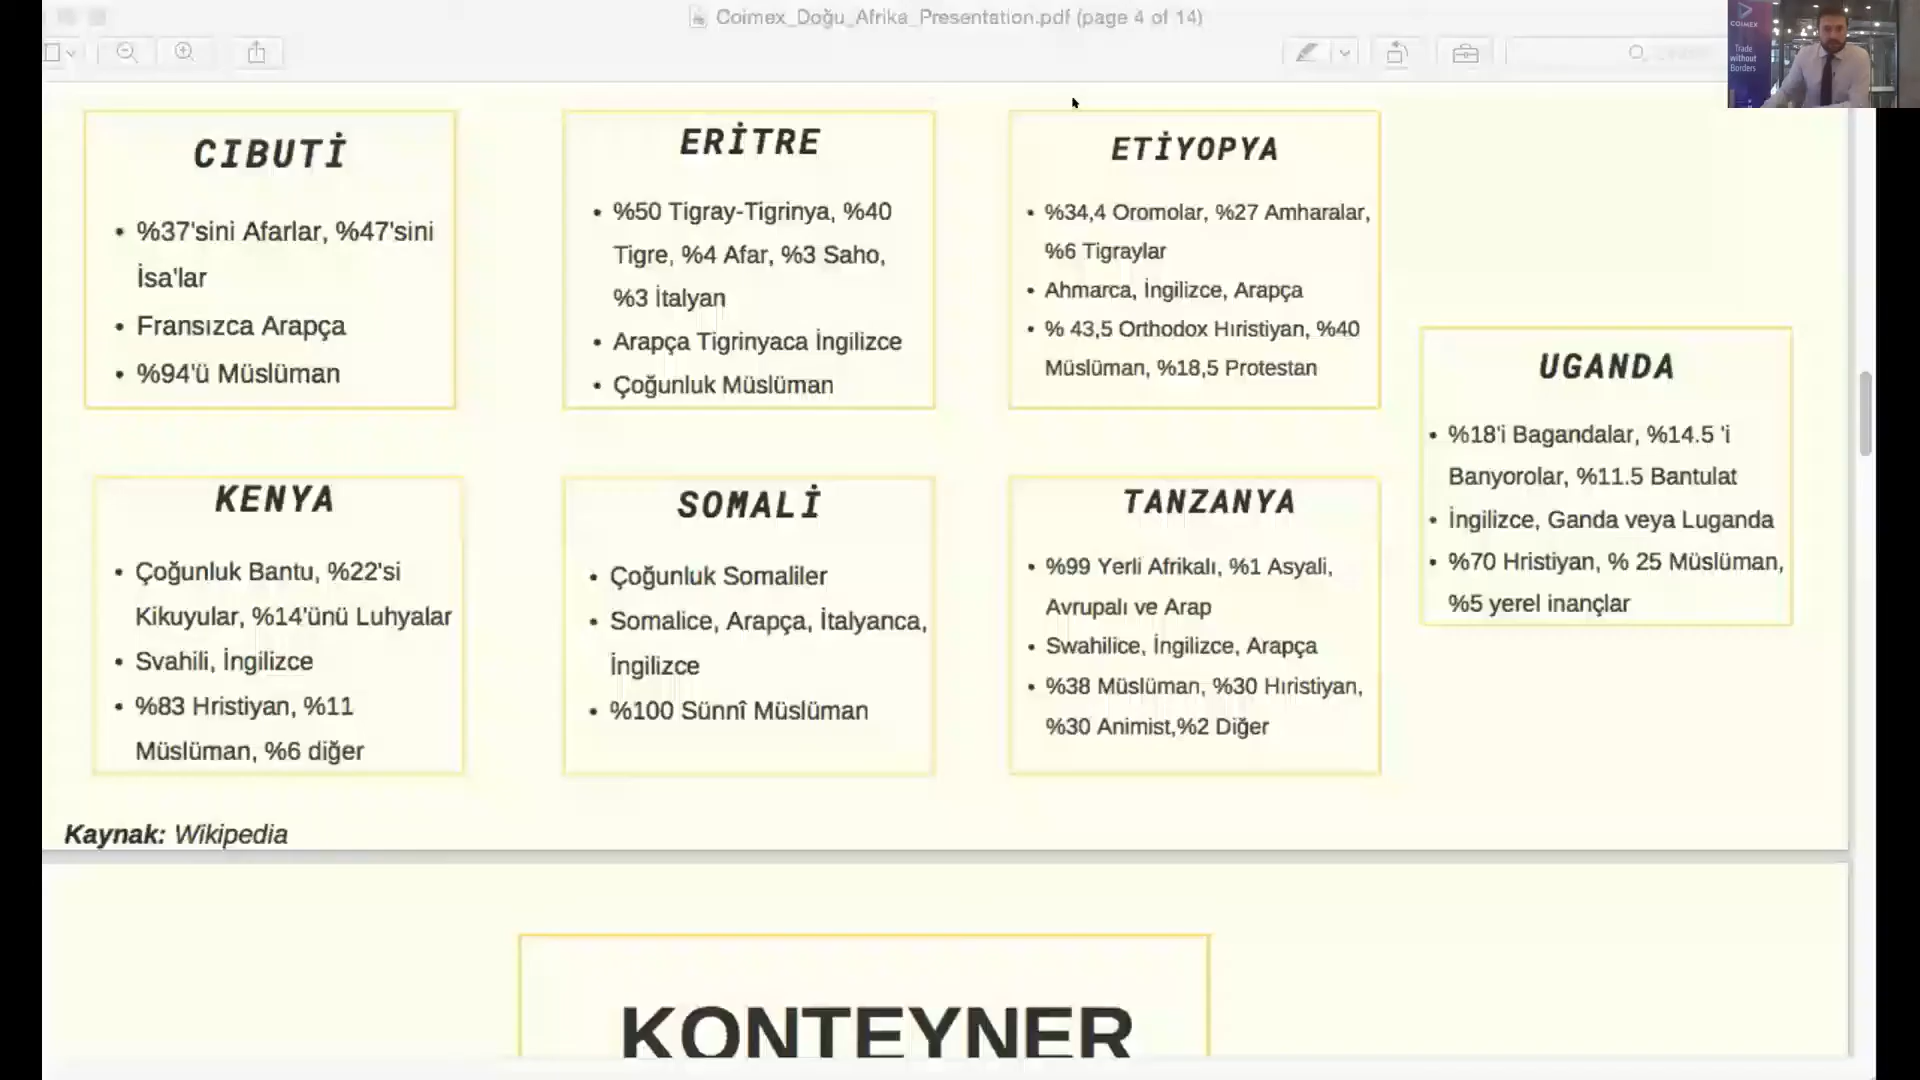 Coimex_Doğu_Afrika_Presentation.pdf (page 4 of 14)
COIMEX
Trade
without
Borders
CIBUTİ
• %37'sini Afarlar, %47'sini
İsa'lar
• Fransızca Arapça
• %94'ü Müslüman
ERİTRE
• %50 Tigray-Tigrinya, %40
Tigre, %4 Afar, %3 Saho,
%3 İtalyan
• Arapça Tigrinyaca İngilizce
• Çoğunluk Müslüman
ETİYOPYA
• %34,4 Oromolar, %27 Amharalar,
%6 Tigraylar
• Ahmarca, İngilizce, Arapça
• % 43,5 Orthodox Hıristiyan, %40
Müslüman, %18,5 Protestan
UGANDA
• %18'i Bagandalar, %14.5 'i
Banyorolar, %11.5 Bantulat
• İngilizce, Ganda veya Luganda
• %70 Hristiyan, % 25 Müslüman,
%5 yerel inançlar
KENYA
• Çoğunluk Bantu, %22'si
Kikuyular, %14'ünü Luhyalar
• Svahili, İngilizce
• %83 Hristiyan, %11
Müslüman, %6 diğer
SOMALİ
• Çoğunluk Somaliler
• Somalice, Arapça, İtalyanca,
İngilizce
• %100 Sünnî Müslüman
TANZANYA
• %99 Yerli Afrikalı, %1 Asyali,
Avrupalı ve Arap
• Swahilice, İngilizce, Arapça
• %38 Müslüman, %30 Hıristiyan,
%30 Animist,%2 Diğer
Kaynak: Wikipedia
KONTEYNER